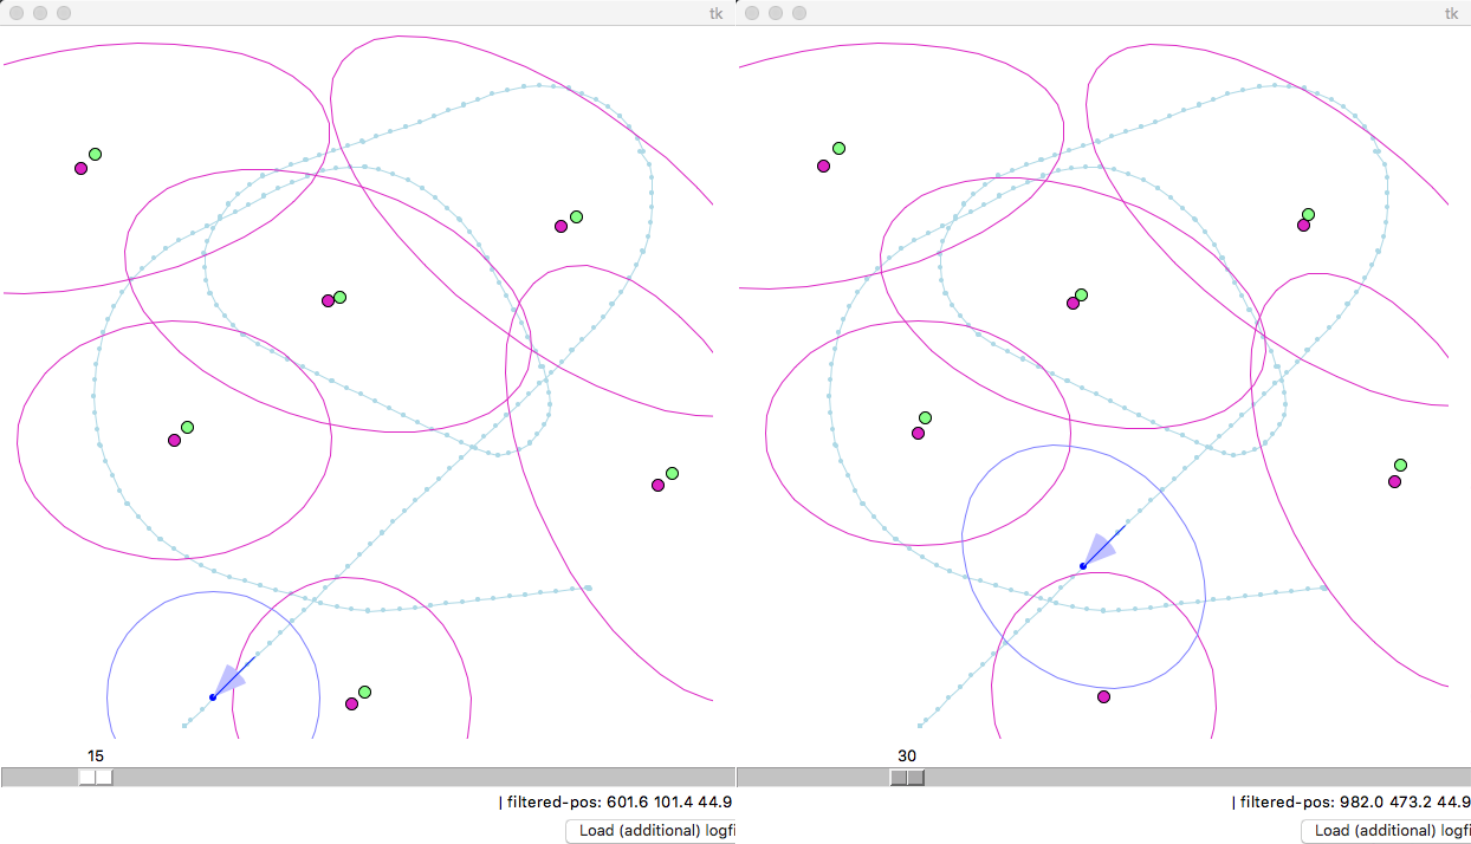 tk
tk
15
30
| filtered-pos: 601.6 101.4 44.9
| filtered-pos: 982.0 473.2 44.9
Load (additional) logfi
Load (additional) logfi